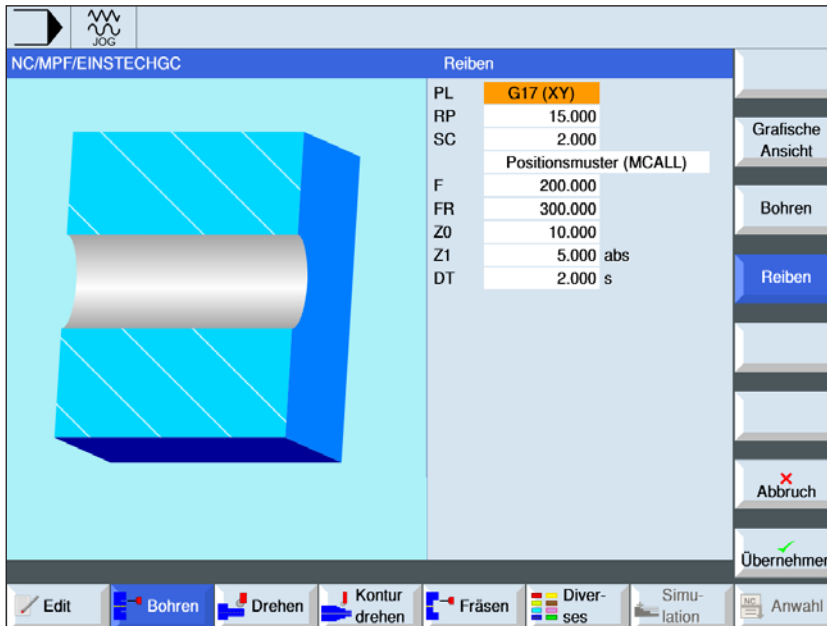 JOG
NC/MPF/EINSTECHGC
Reiben
PL G17 (XY)
RP 15.000
SC 2.000
Positionsmuster (MCALL)
F 200.000
FR 300.000
Z0 10.000
Z1 5.000 abs
DT 2.000 s
Grafische
Ansicht
Bohren
Reiben
Abbruch
Übernehmen
Edit
Bohren
Drehen
Kontur
drehen
Fräsen
Diver-
ses
Simu-
lation
NC
Anwahl